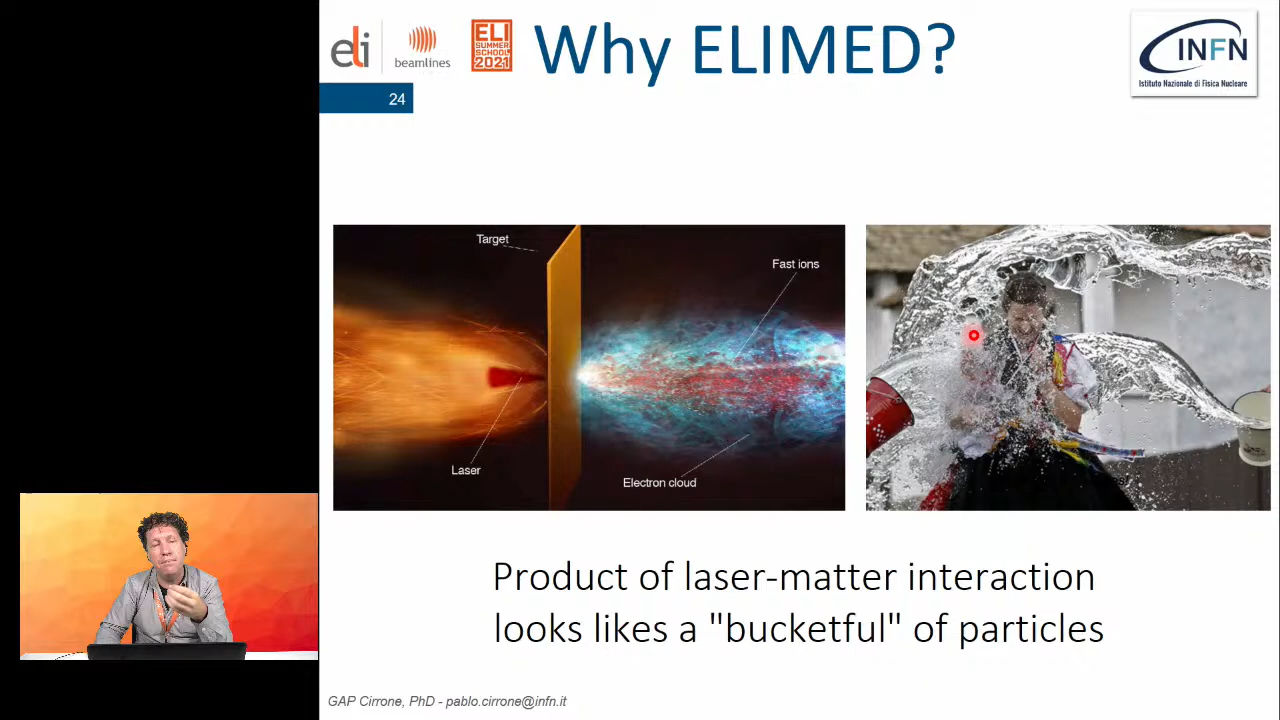 eli
beamlines
ELI
SUMMER
SCHOOL
2021
Why ELIMED?
INFN
Istituto Nazionale di Fisica Nucleare
24
Target
Fast ions
Laser
Electron cloud
Product of laser-matter interaction
looks likes a "bucketful" of particles
GAP Cirrone, PhD - pablo.cirrone@infn.it